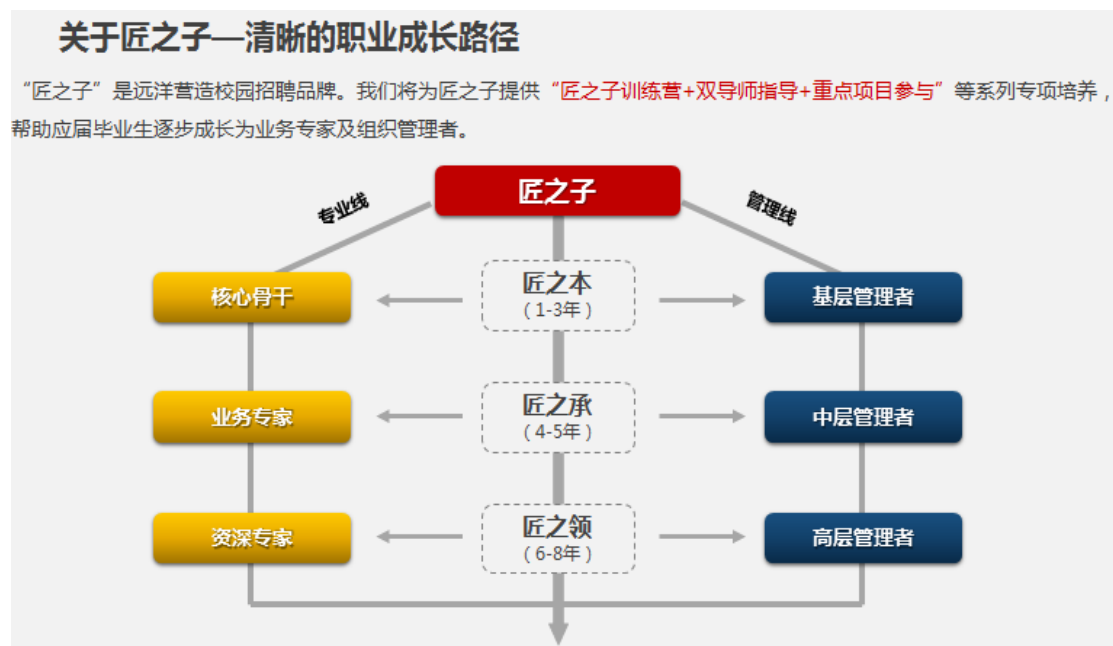 关于匠之子—清晰的职业成长路径
“匠之子”是远洋营造校园招聘品牌。我们将为匠之子提供“匠之子训练营+双导师指导+重点项目参与”等系列专项培养，
帮助应届毕业生逐步成长为业务专家及组织管理者。
匠之子
专业线
管理线
核心骨干
匠之本
（1-3年）
基层管理者
业务专家
匠之承
（4-5年）
中层管理者
资深专家
匠之领
（6-8年）
高层管理者